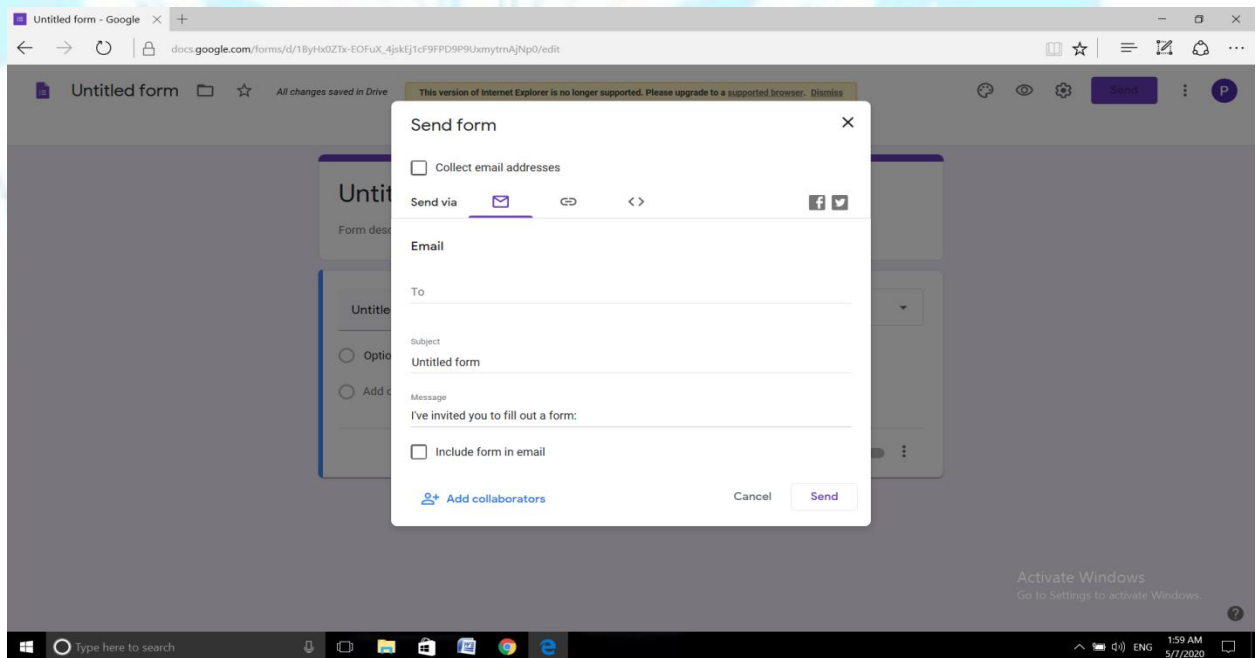 Untitled form - Google
docs.google.com/forms/d/1ByHx0ZTx-EOFuX_4jskEj1cF9FPD9P9UxmytrnAjNp0/edit
Untitled form
All changes saved in Drive
This version of Internet Explorer is no longer supported. Please upgrade to a supported browser. Dismiss
Send
P
Send form
Collect email addresses
Untit
Send via
Form desc
Email
To
Untitle
Subject
Optio
Untitled form
Add o
Message
I've invited you to fill out a form:
Include form in email
Add collaborators
Cancel
Send
Activate Windows
Go to Settings to activate Windows.
Type here to search
ENG
1:59 AM
5/7/2020